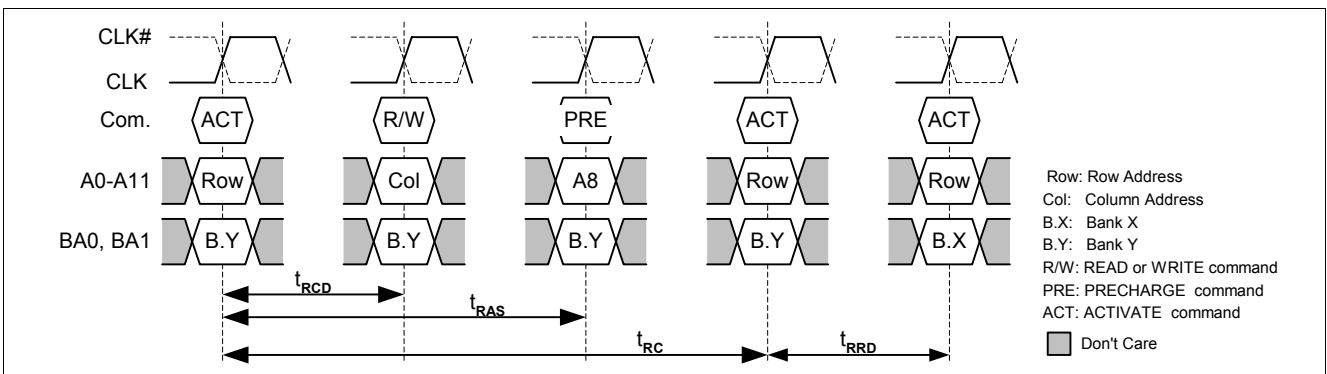 CLK#
CLK
Com. ACT R/W PRE ACT ACT
A0-A11 Row Col A8 Row Row
BA0, BA1 B.Y B.Y B.Y B.Y B.X
tRCD
tRAS
tRC tRRD
Row: Row Address
Col: Column Address
B.X: Bank X
B.Y: Bank Y
R/W: READ or WRITE command
PRE: PRECHARGE command
ACT: ACTIVATE command
Don't Care